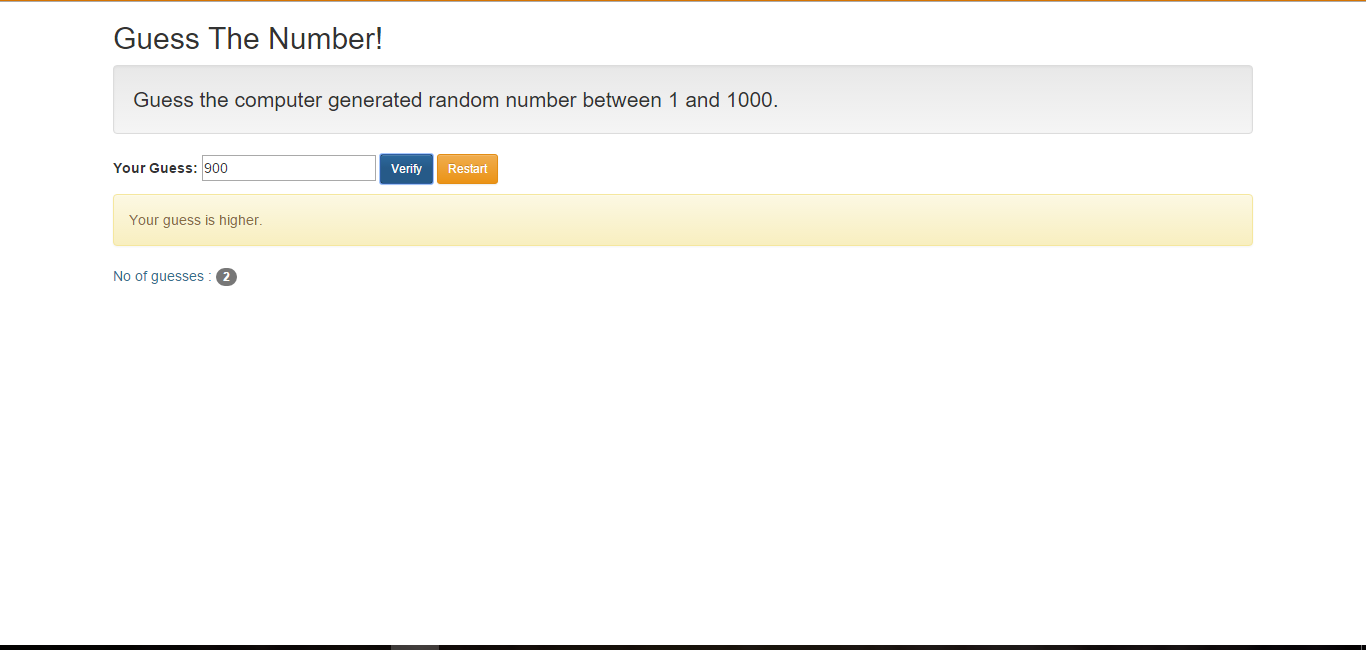 Guess The Number!
Guess the computer generated random number between 1 and 1000.
Your Guess: 900 Verify Restart
Your guess is higher.
No of guesses : 2